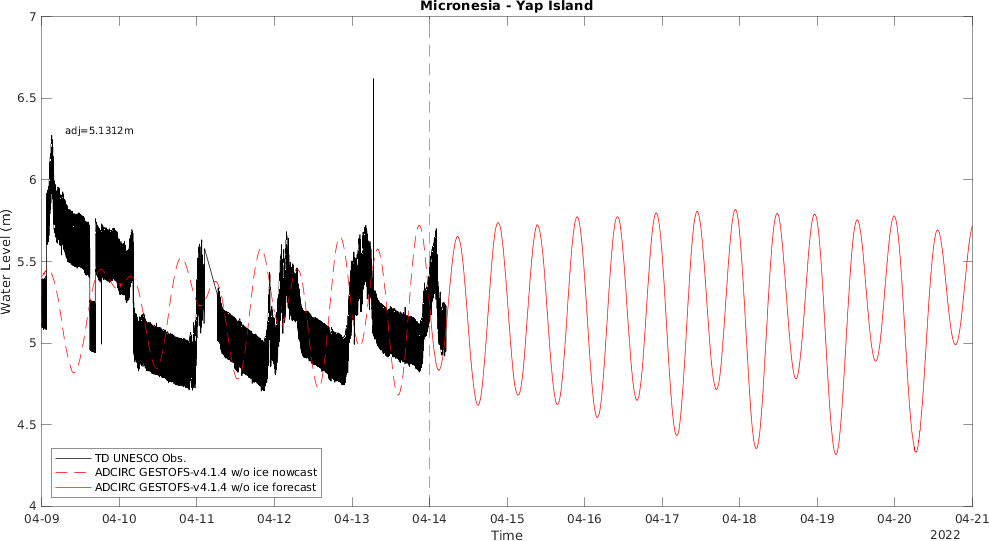 Micronesia - Yap Island
7
6.5
6
5.5
5
4.5
4
Water Level (m)
adj=5.1312m
TD UNESCO Obs.
ADCIRC GESTOFS-v4.1.4 w/o ice nowcast
ADCIRC GESTOFS-v4.1.4 w/o ice forecast
04-09 04-10 04-11 04-12 04-13 04-14 04-15 04-16 04-17 04-18 04-19 04-20 04-21
Time
2022